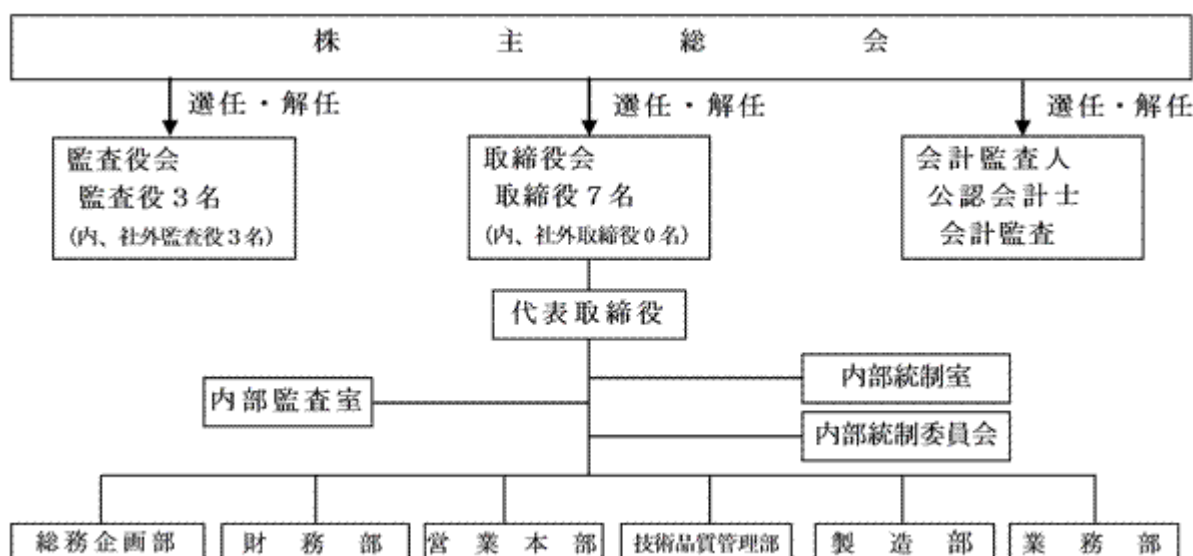 株主総会
選任・解任
選任・解任
選任・解任
監査役会
監査役3名
(内、社外監査役3名)
取締役会
取締役7名
(内、社外取締役0名)
会計監査人
公認会計士
会計監査
代表取締役
内部統制室
内部監査室
内部統制委員会
総務企画部
財務部
営業本部
技術品質管理部
製造部
業務部